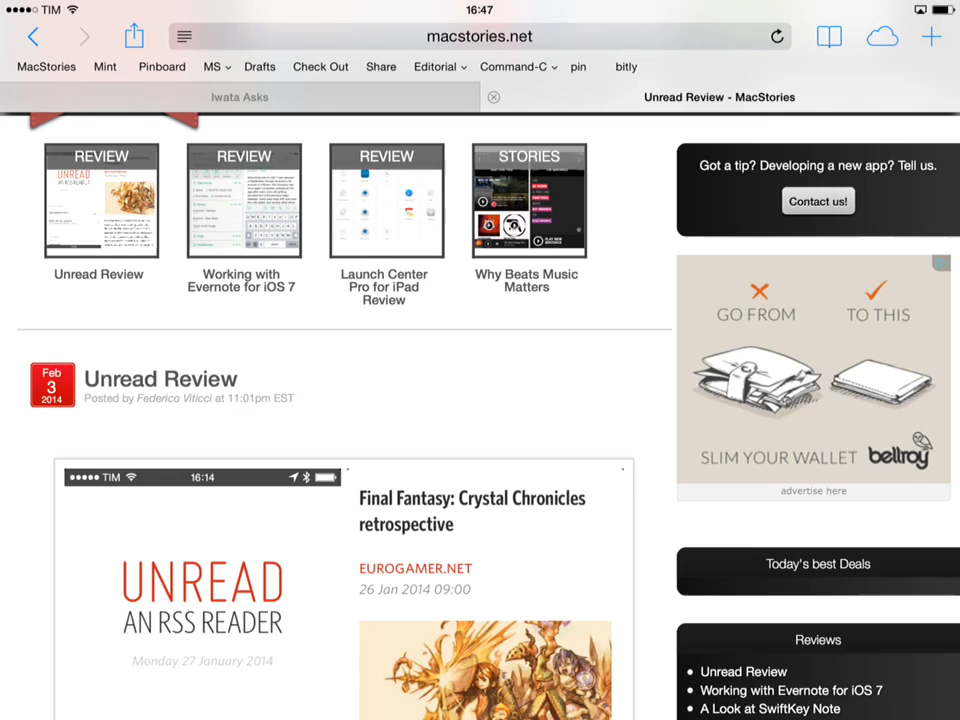 TIM
16:47
macstories.net
MacStories Mint Pinboard MS Drafts Check Out Share Editorial Command-C pin bitly
Iwata Asks
Unread Review - MacStories
REVIEW
REVIEW
REVIEW
STORIES
Unread Review
Working with
Evernote for iOS 7
Launch Center
Pro for iPad
Review
Why Beats Music
Matters
Got a tip? Developing a new app? Tell us.
Contact us!
GO FROM
TO THIS
SLIM YOUR WALLET bellroy
advertise here
Feb
3
2014
Unread Review
Posted by Federico Viticci at 11:01pm EST
TIM
16:14
UNREAD
AN RSS READER
Monday 27 January 2014
Final Fantasy: Crystal Chronicles
retrospective
EUROGAMER.NET
26 Jan 2014 09:00
Today's best Deals
Reviews
Unread Review
Working with Evernote for iOS 7
A Look at SwiftKey Note